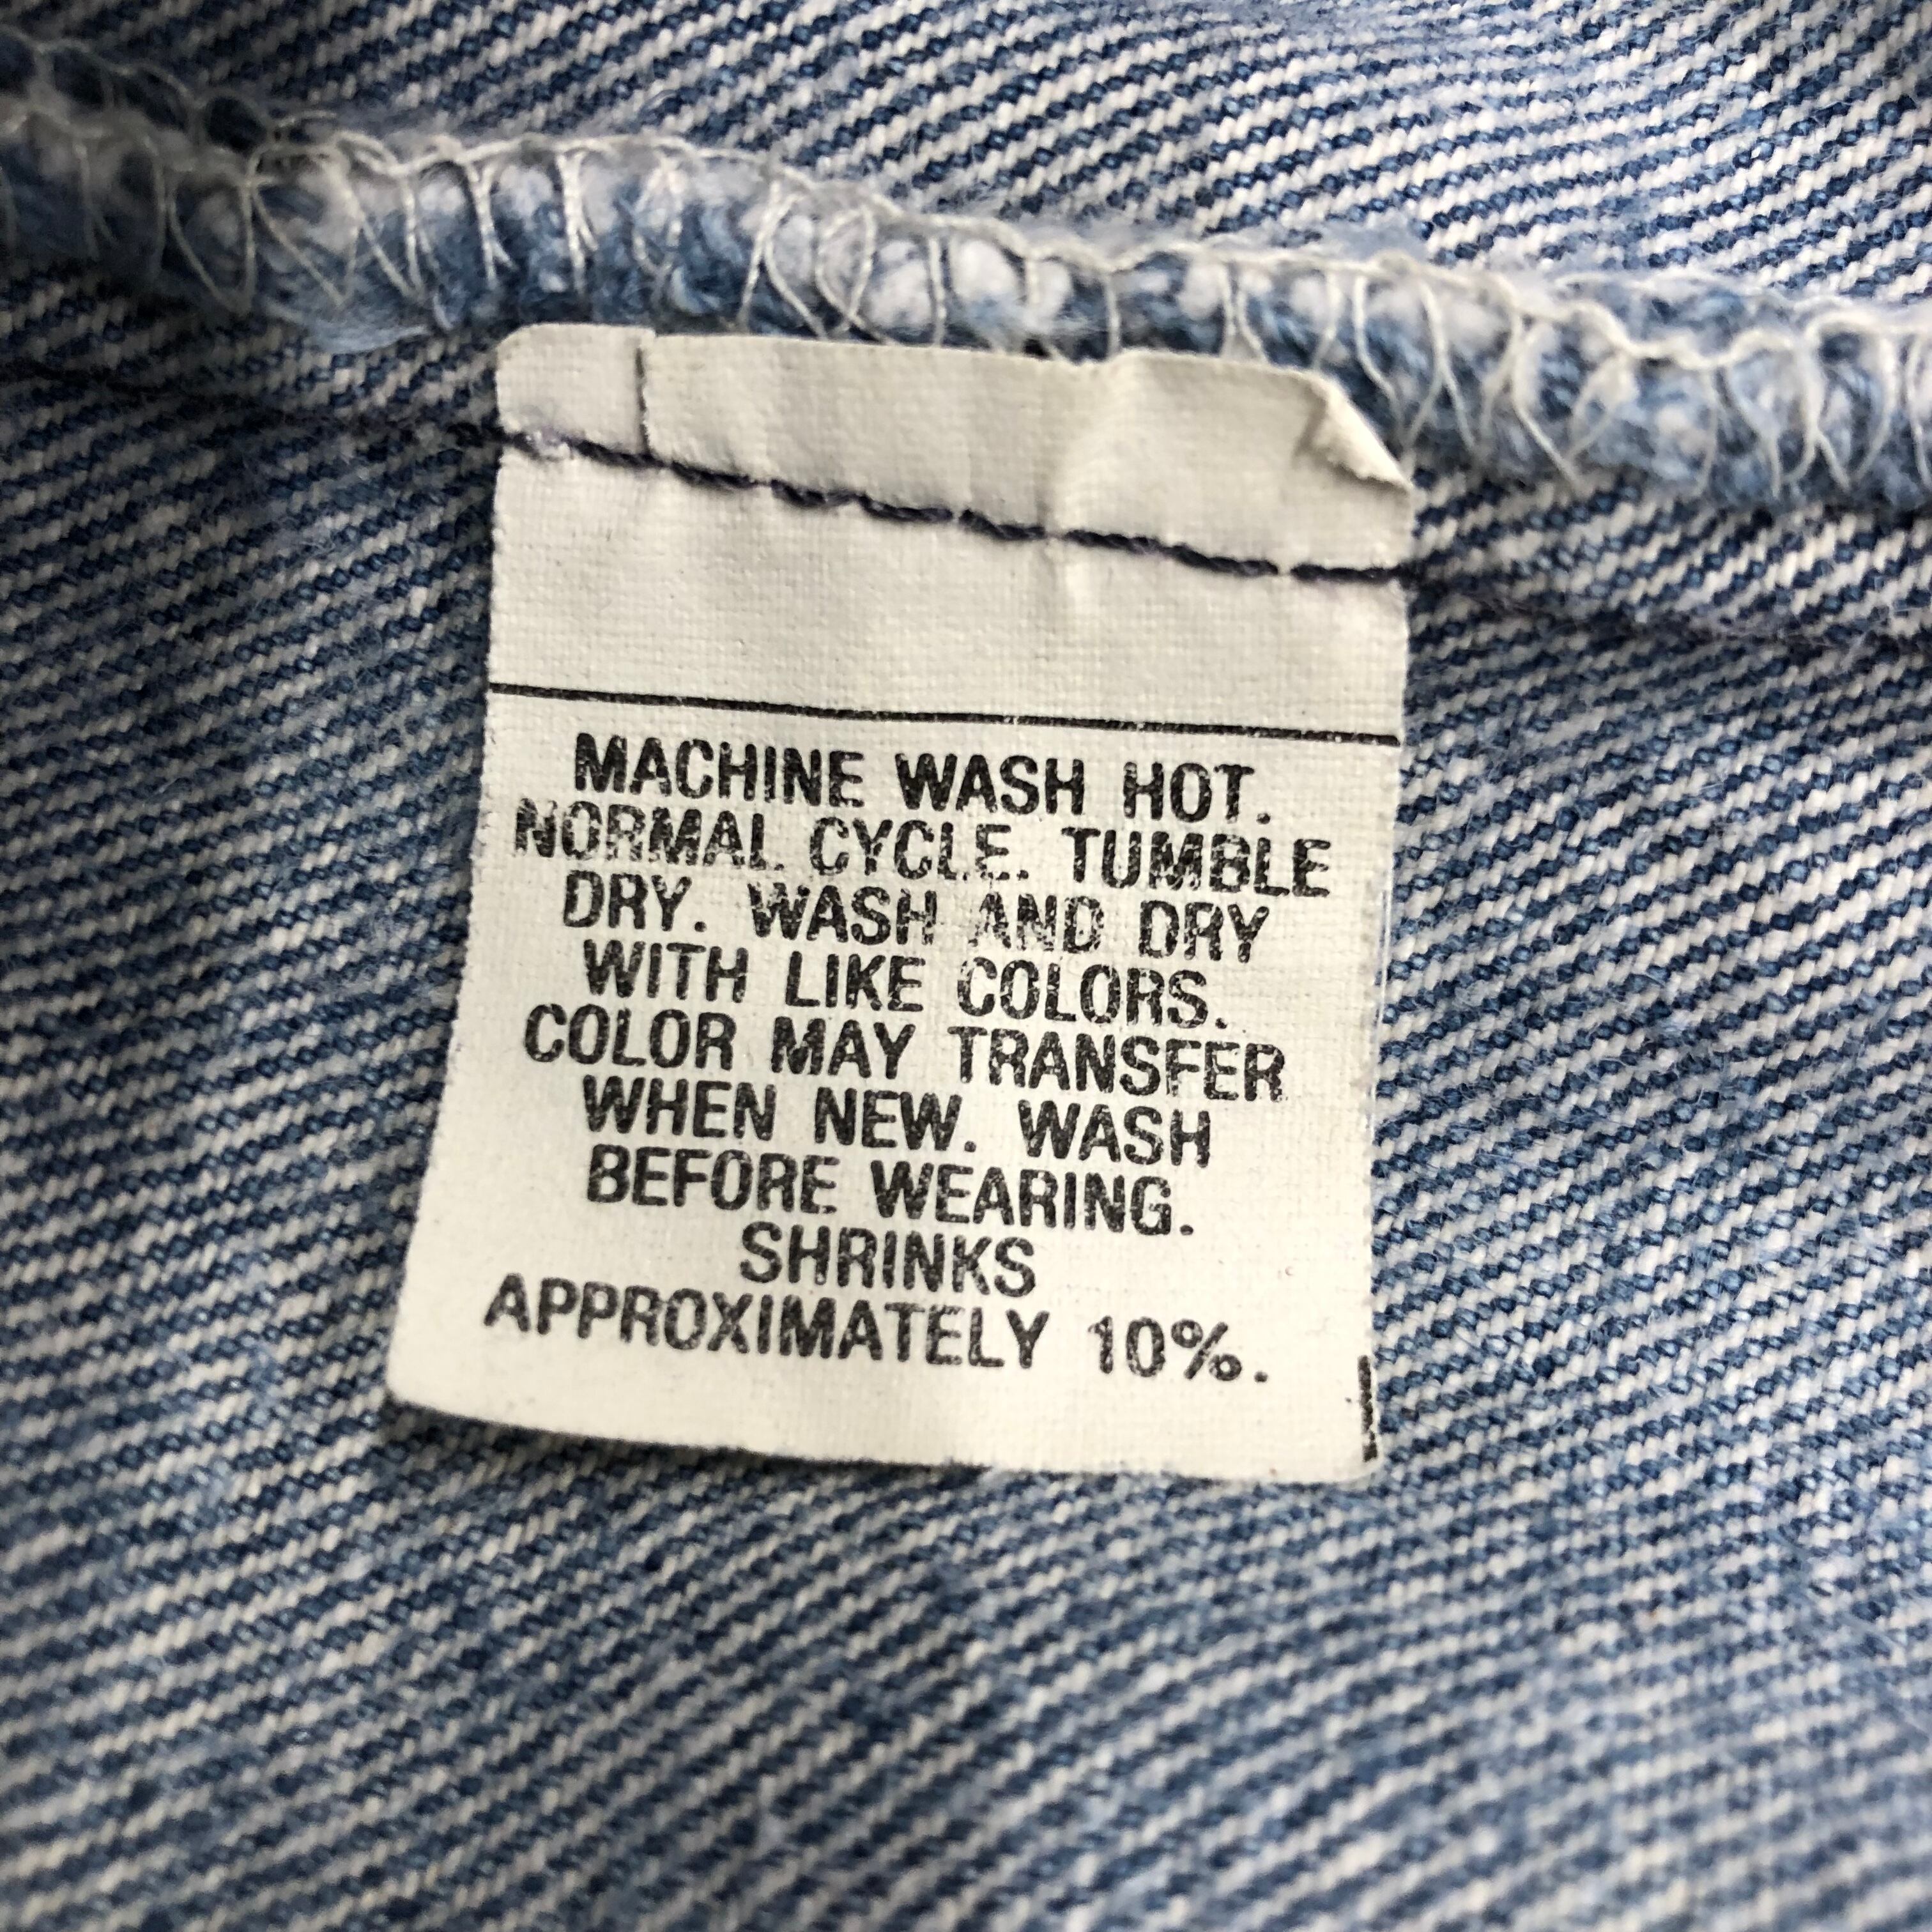 MACHINE WASH HOT.
NORMAL CYCLE. TUMBLE
DRY. WASH AND DRY
WITH LIKE COLORS.
COLOR MAY TRANSFER
WHEN NEW. WASH
BEFORE WEARING.
SHRINKS
APPROXIMATELY 10%.